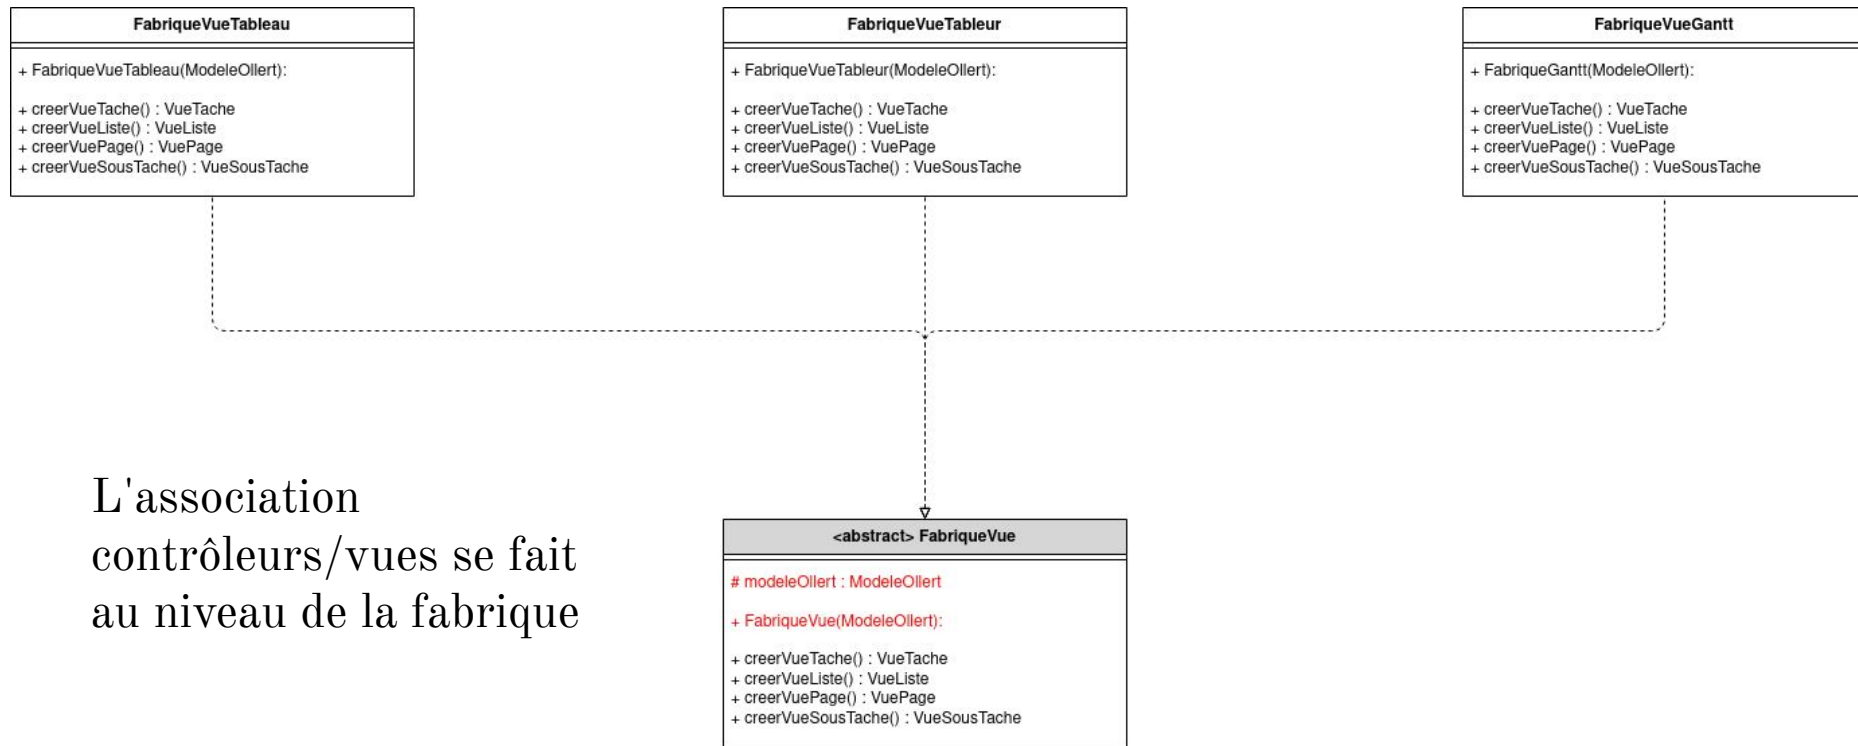 FabriqueVueTableau
+ FabriqueVueTableau(ModeleOllert):
+ creerVueTache() : VueTache
+ creerVueListe() : VueListe
+ creerVuePage() : VuePage
+ creerVueSousTache() : VueSousTache
FabriqueVueTableur
+ FabriqueVueTableur(ModeleOllert):
+ creerVueTache() : VueTache
+ creerVueListe() : VueListe
+ creerVuePage() : VuePage
+ creerVueSousTache() : VueSousTache
FabriqueVueGantt
+ FabriqueGantt(ModeleOllert):
+ creerVueTache() : VueTache
+ creerVueListe() : VueListe
+ creerVuePage() : VuePage
+ creerVueSousTache() : VueSousTache
L'association
contrôleurs/vues se fait
au niveau de la fabrique
<abstract> FabriqueVue
# modeleOllert : ModeleOllert
+ FabriqueVue(ModeleOllert):
+ creerVueTache() : VueTache
+ creerVueListe() : VueListe
+ creerVuePage() : VuePage
+ creerVueSousTache() : VueSousTache